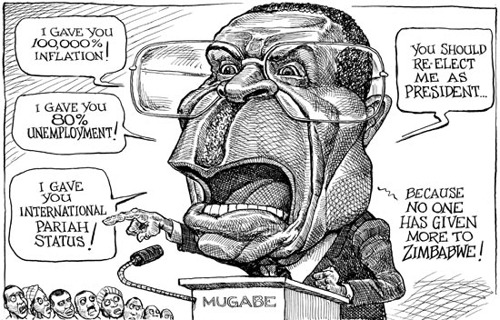 I GAVE YOU
100,000%
INFLATION!
I GAVE YOU
80%
UNEMPLOYMENT!
I GAVE
YOU
INTERNATIONAL
PARIAH
STATUS!
YOU SHOULD
RE-ELECT
ME AS
PRESIDENT...
BECAUSE
NO ONE
HAS GIVEN
MORE TO
ZIMBABWE!
MUGABE